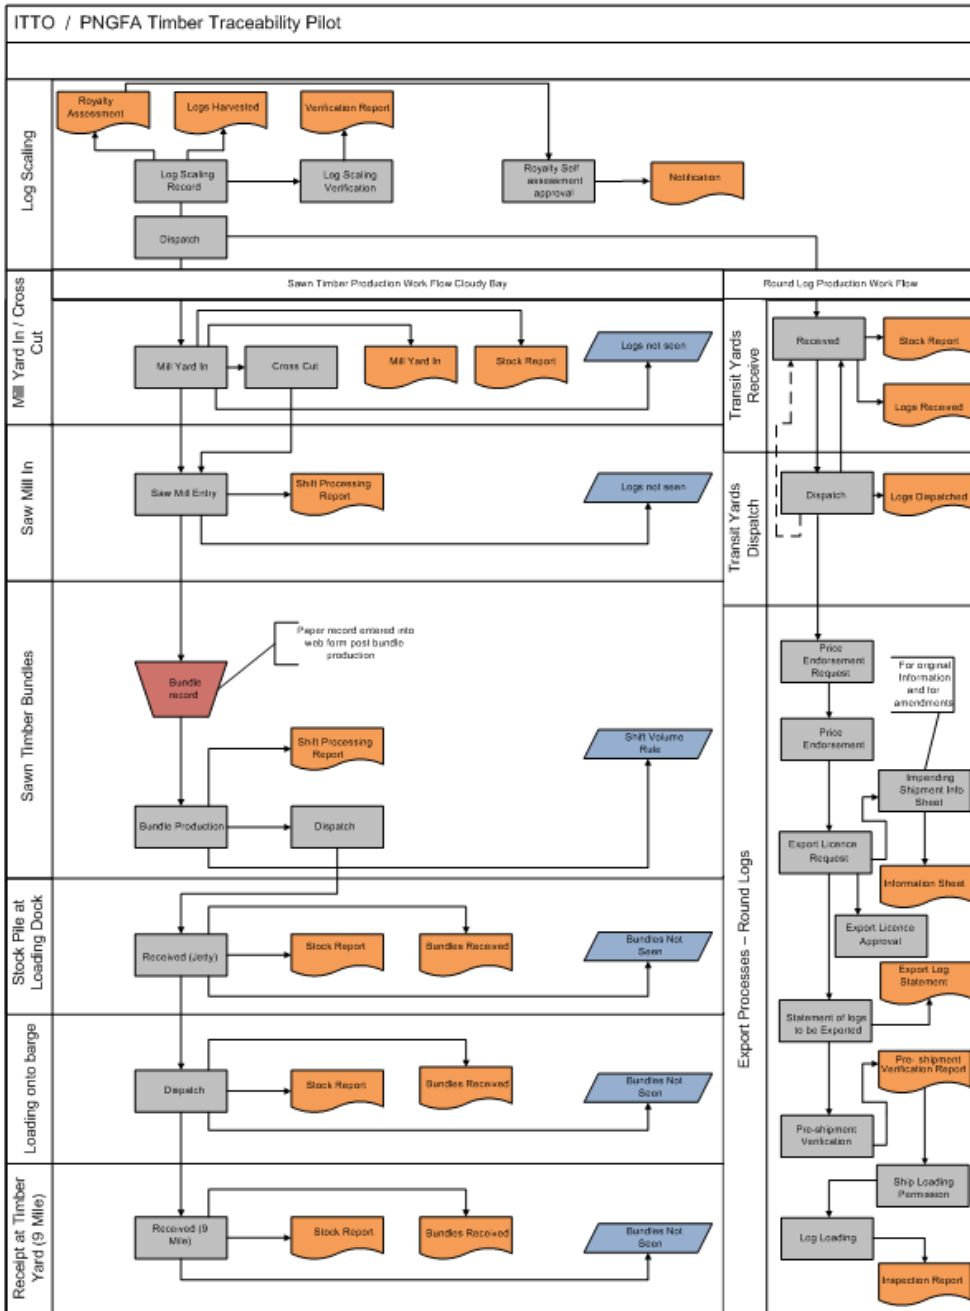 ITTO / PNGFA Timber Traceability Pilot
Log Scaling
Royalty
Assessment
Logs Harvested
Verification Report
Log Scaling
Record
Log Scaling
Verification
Royalty Self
assessment
approval
Notification
Dispatch
Mill Yard In / Cross
Cut
Sawn Timber Production Work Flow Cloudy Bay
Mill Yard In
Cross Cut
Mill Yard In
Stock Report
Logs not seen
Saw Mill In
Saw Mill Entry
Shift Processing
Report
Logs not seen
Sawn Timber Bundles
Paper record entered into
web form post bundle
production
Bundle
record
Shift Processing
Report
Shift Volume
Rule
Bundle Production
Dispatch
Stock Pile at
Loading Dock
Received (Jetty)
Stock Report
Bundles Received
Bundles Not
Seen
Loading onto barge
Dispatch
Stock Report
Bundles Received
Bundles Not
Seen
Receipt at Timber
Yard (9 Mile)
Received (9
Mile)
Stock Report
Bundles Received
Bundles Not
Seen
Round Log Production Work Flow
Transit Yards
Receive
Received
Stock Report
Logs Received
Transit Yards
Dispatch
Dispatch
Logs Dispatched
Export Processes – Round Logs
Price
Endorsement
Request
For original
Information
and for
amendments
Price
Endorsement
Impending
Shipment Info
Sheet
Export Licence
Request
Information Sheet
Export Licence
Approval
Export Log
Statement
Statement of logs
to be Exported
Pre- shipment
Verification Report
Pre-shipment
Verification
Ship Loading
Permission
Log Loading
Inspection Report